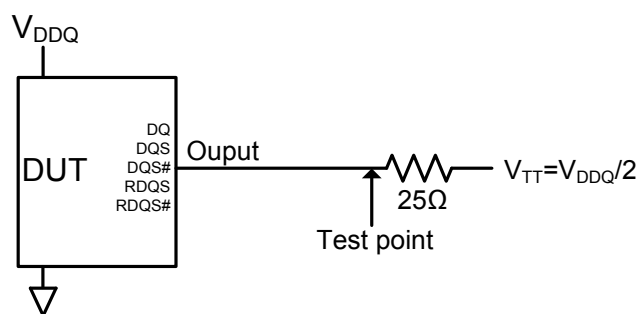 VDDQ
DUT
DQ
DQS
DQS#
RDQS
RDQS#
Ouput
25Ω
VTT=VDDQ/2
Test point